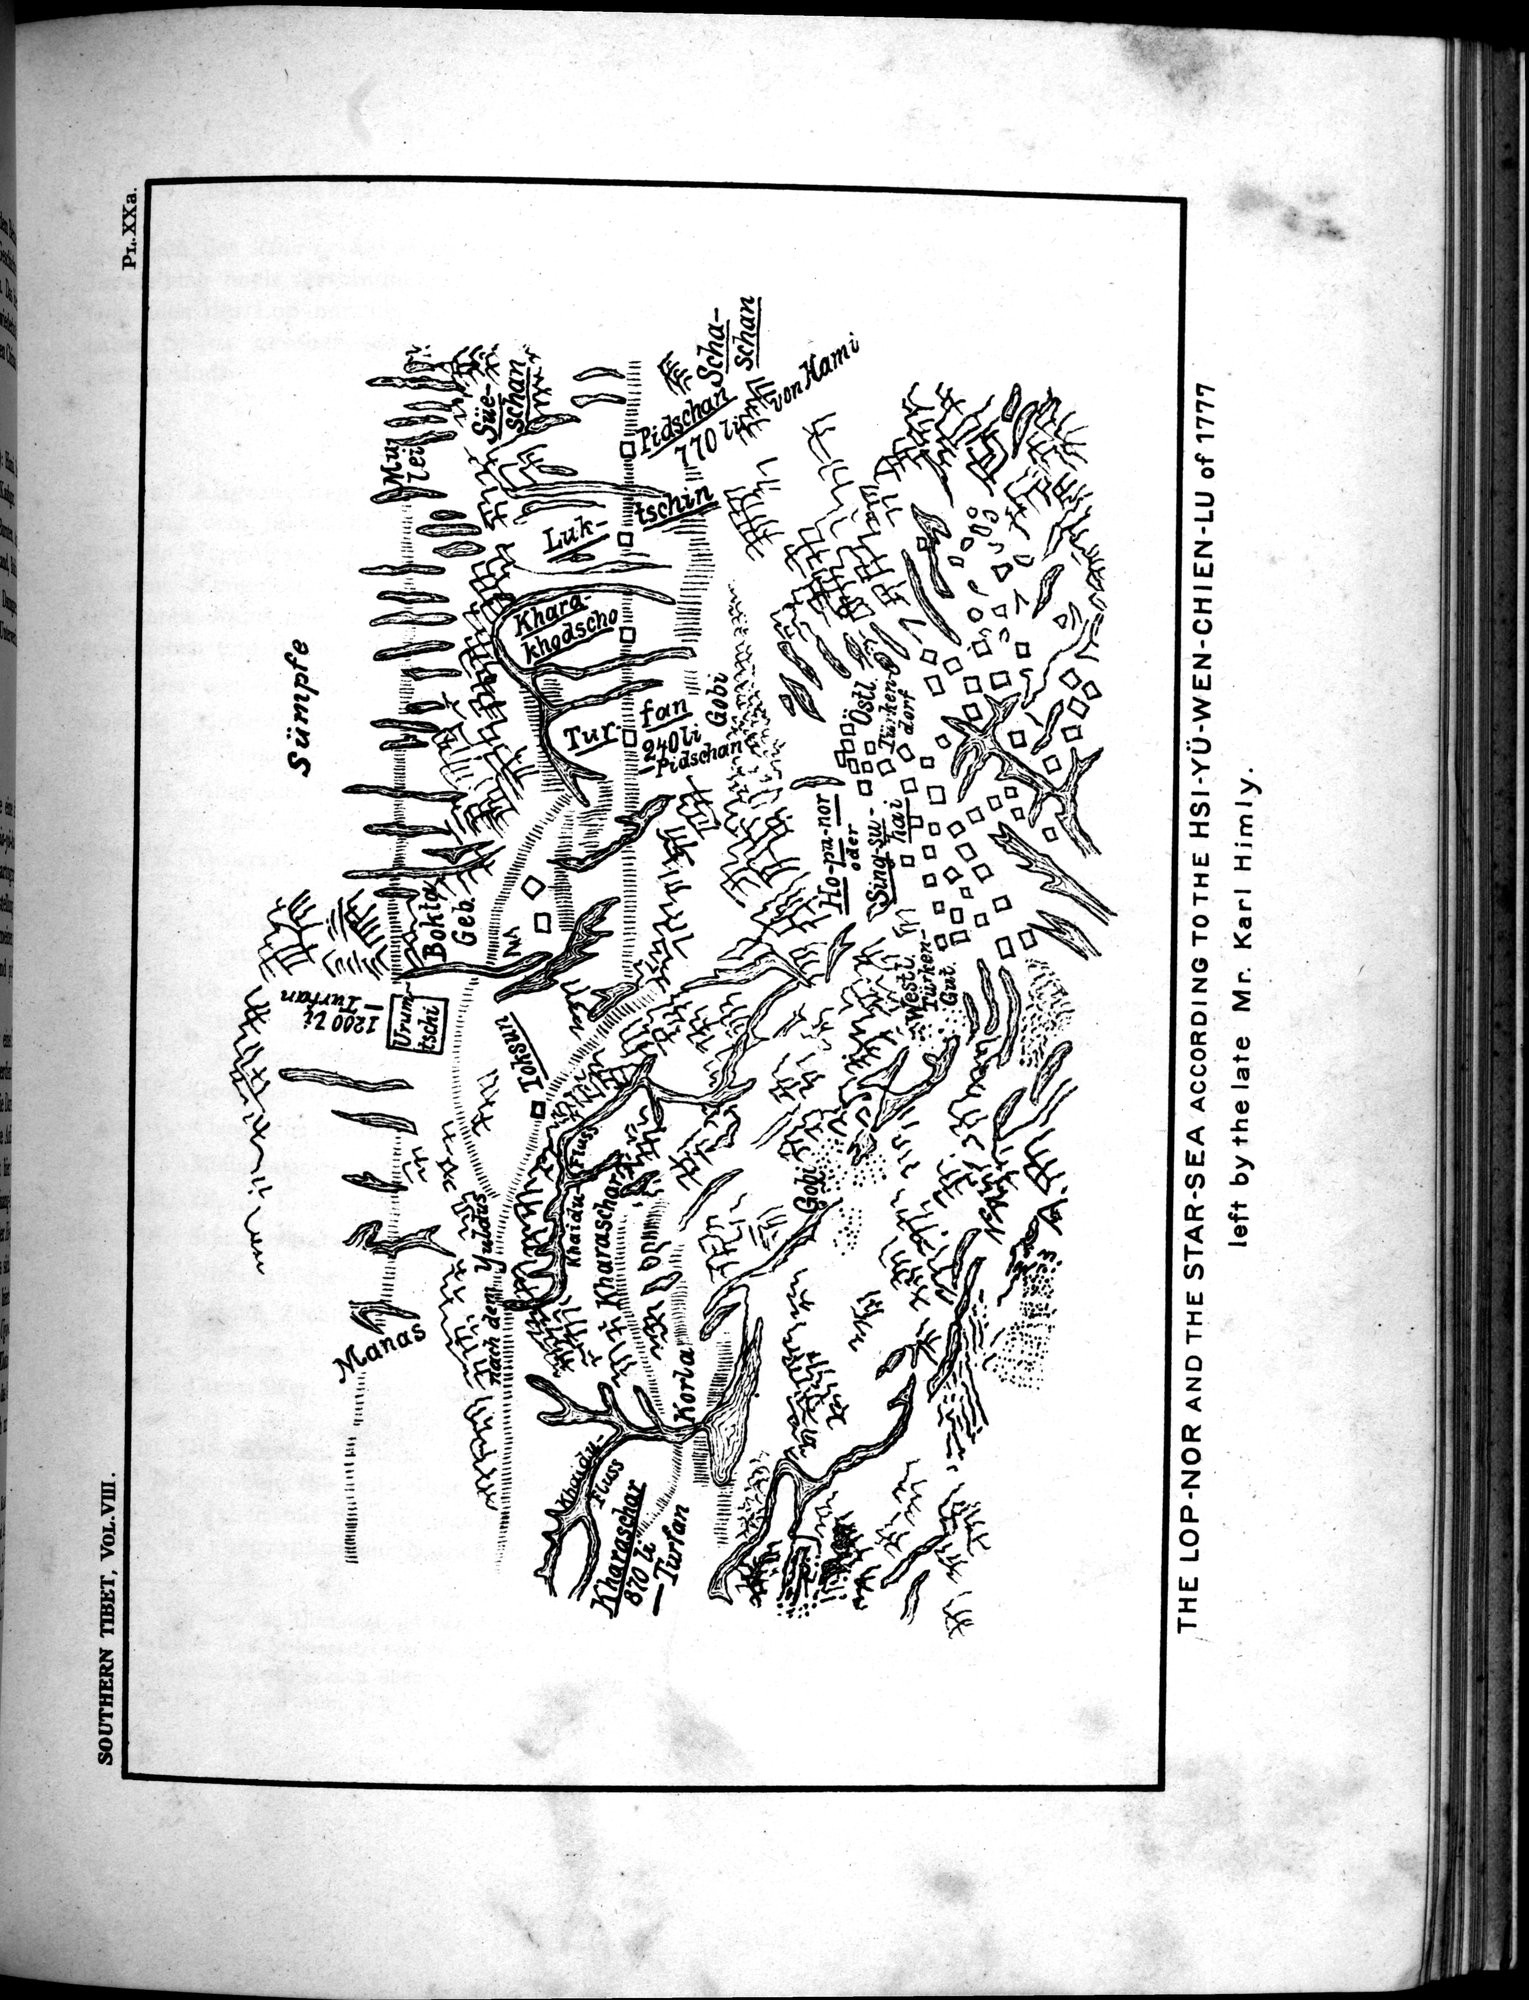 SOUTHERN TIBET, VOL. VIII.
PL. XXa.
Sümpfe
Manas
1200 li
— Turfan
Urum-
tschi
Bokta
Geb.
Mu
lei
Süe-
schan
nach dem Yuldus
Toksun
Luk-
tschin
Khara-
khodscho
Tur-
fan
240 li
— Pidschan
Gobi
Pidschan
770 li
von Hami
Scha-
schan
Khaidu-Fluss
Kharaschar
Khaidu-
Fluss
Kharaschar
870 li
— Turfan
Korla
Gobi
Ho-pa-nor
oder
Sing-su-
hai
Östl.
Türken-
dorf
Westl.
Türken-
Gut
THE LOP-NOR AND THE STAR-SEA ACCORDING TO THE HSI-YÜ-WEN-CHIEN-LU of 1777
left by the late Mr. Karl Himly.